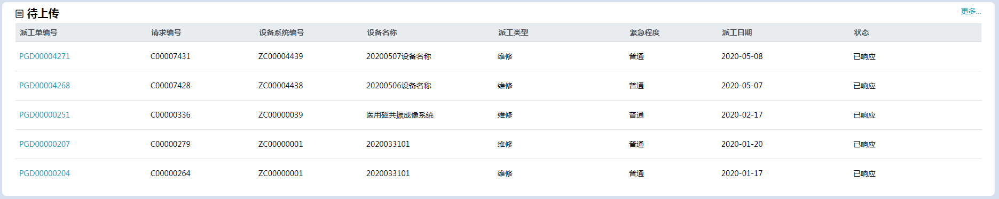 待上传
更多...
派工单编号 请求编号 设备系统编号 设备名称 派工类型 紧急程度 派工日期 状态
PGD00004271 C00007431 ZC00004439 20200507设备名称 维修 普通 2020-05-08 已响应
PGD00004268 C00007428 ZC00004438 20200506设备名称 维修 普通 2020-05-07 已响应
PGD00000251 C00000336 ZC00000039 医用磁共振成像系统 维修 普通 2020-02-17 已响应
PGD00000207 C00000279 ZC00000001 2020033101 维修 普通 2020-01-20 已响应
PGD00000204 C00000264 ZC00000001 2020033101 维修 普通 2020-01-17 已响应